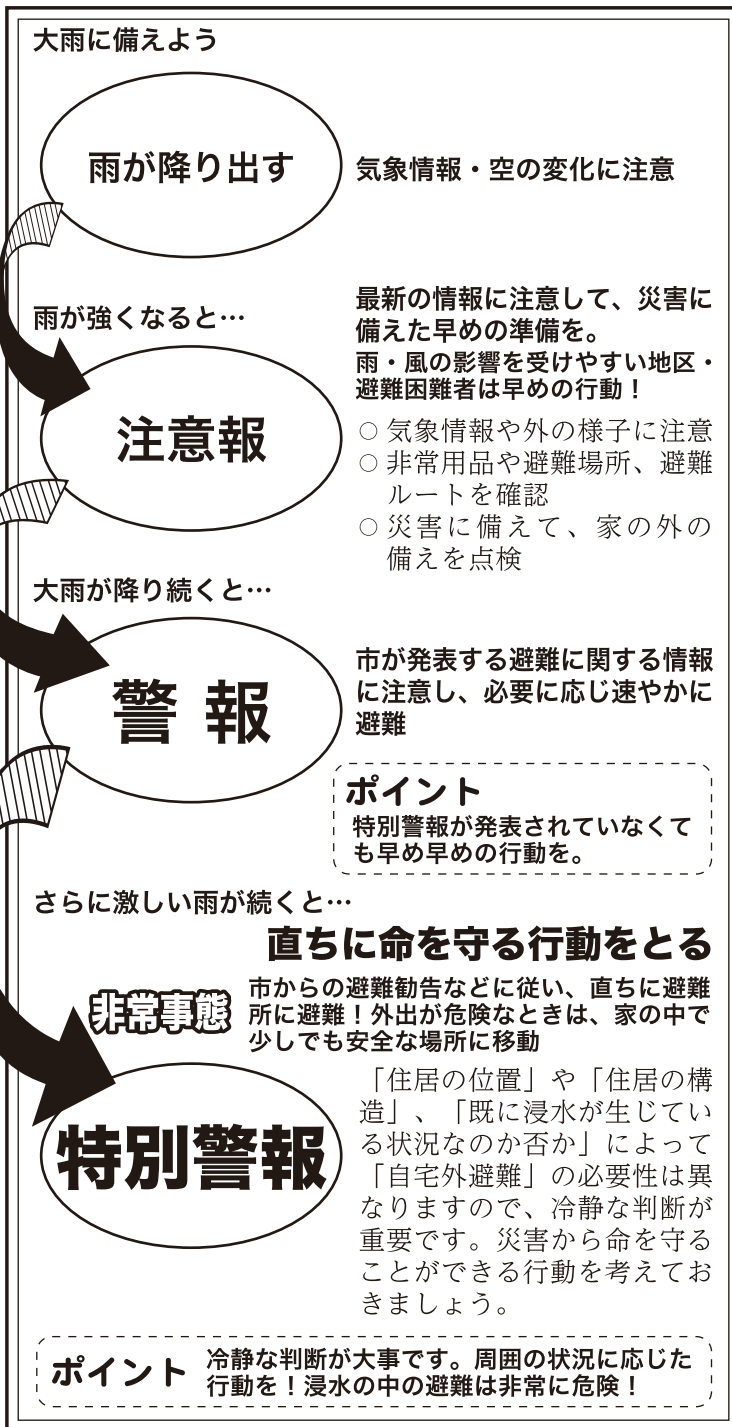 大雨に備えよう
雨が降り出す
気象情報・空の変化に注意
雨が強くなると…
注意報
最新の情報に注意して、災害に
備えた早めの準備を。
雨・風の影響を受けやすい地区・
避難困難者は早めの行動！
○ 気象情報や外の様子に注意
○ 非常用品や避難場所、避難
ルートを確認
○ 災害に備えて、家の外の
備えを点検
大雨が降り続くと…
警 報
市が発表する避難に関する情報
に注意し、必要に応じ速やかに
避難
ポイント
特別警報が発表されていなくて
も早め早めの行動を。
さらに激しい雨が続くと…
直ちに命を守る行動をとる
非常事態
市からの避難勧告などに従い、直ちに避難
所に避難！外出が危険なときは、家の中で
少しでも安全な場所に移動
特別警報
「住居の位置」や「住居の構
造」、「既に浸水が生じてい
る状況なのか否か」によって
「自宅外避難」の必要性は異
なりますので、冷静な判断が
重要です。災害から命を守る
ことができる行動を考えてお
きましょう。
ポイント
冷静な判断が大事です。周囲の状況に応じた
行動を！浸水の中の避難は非常に危険！